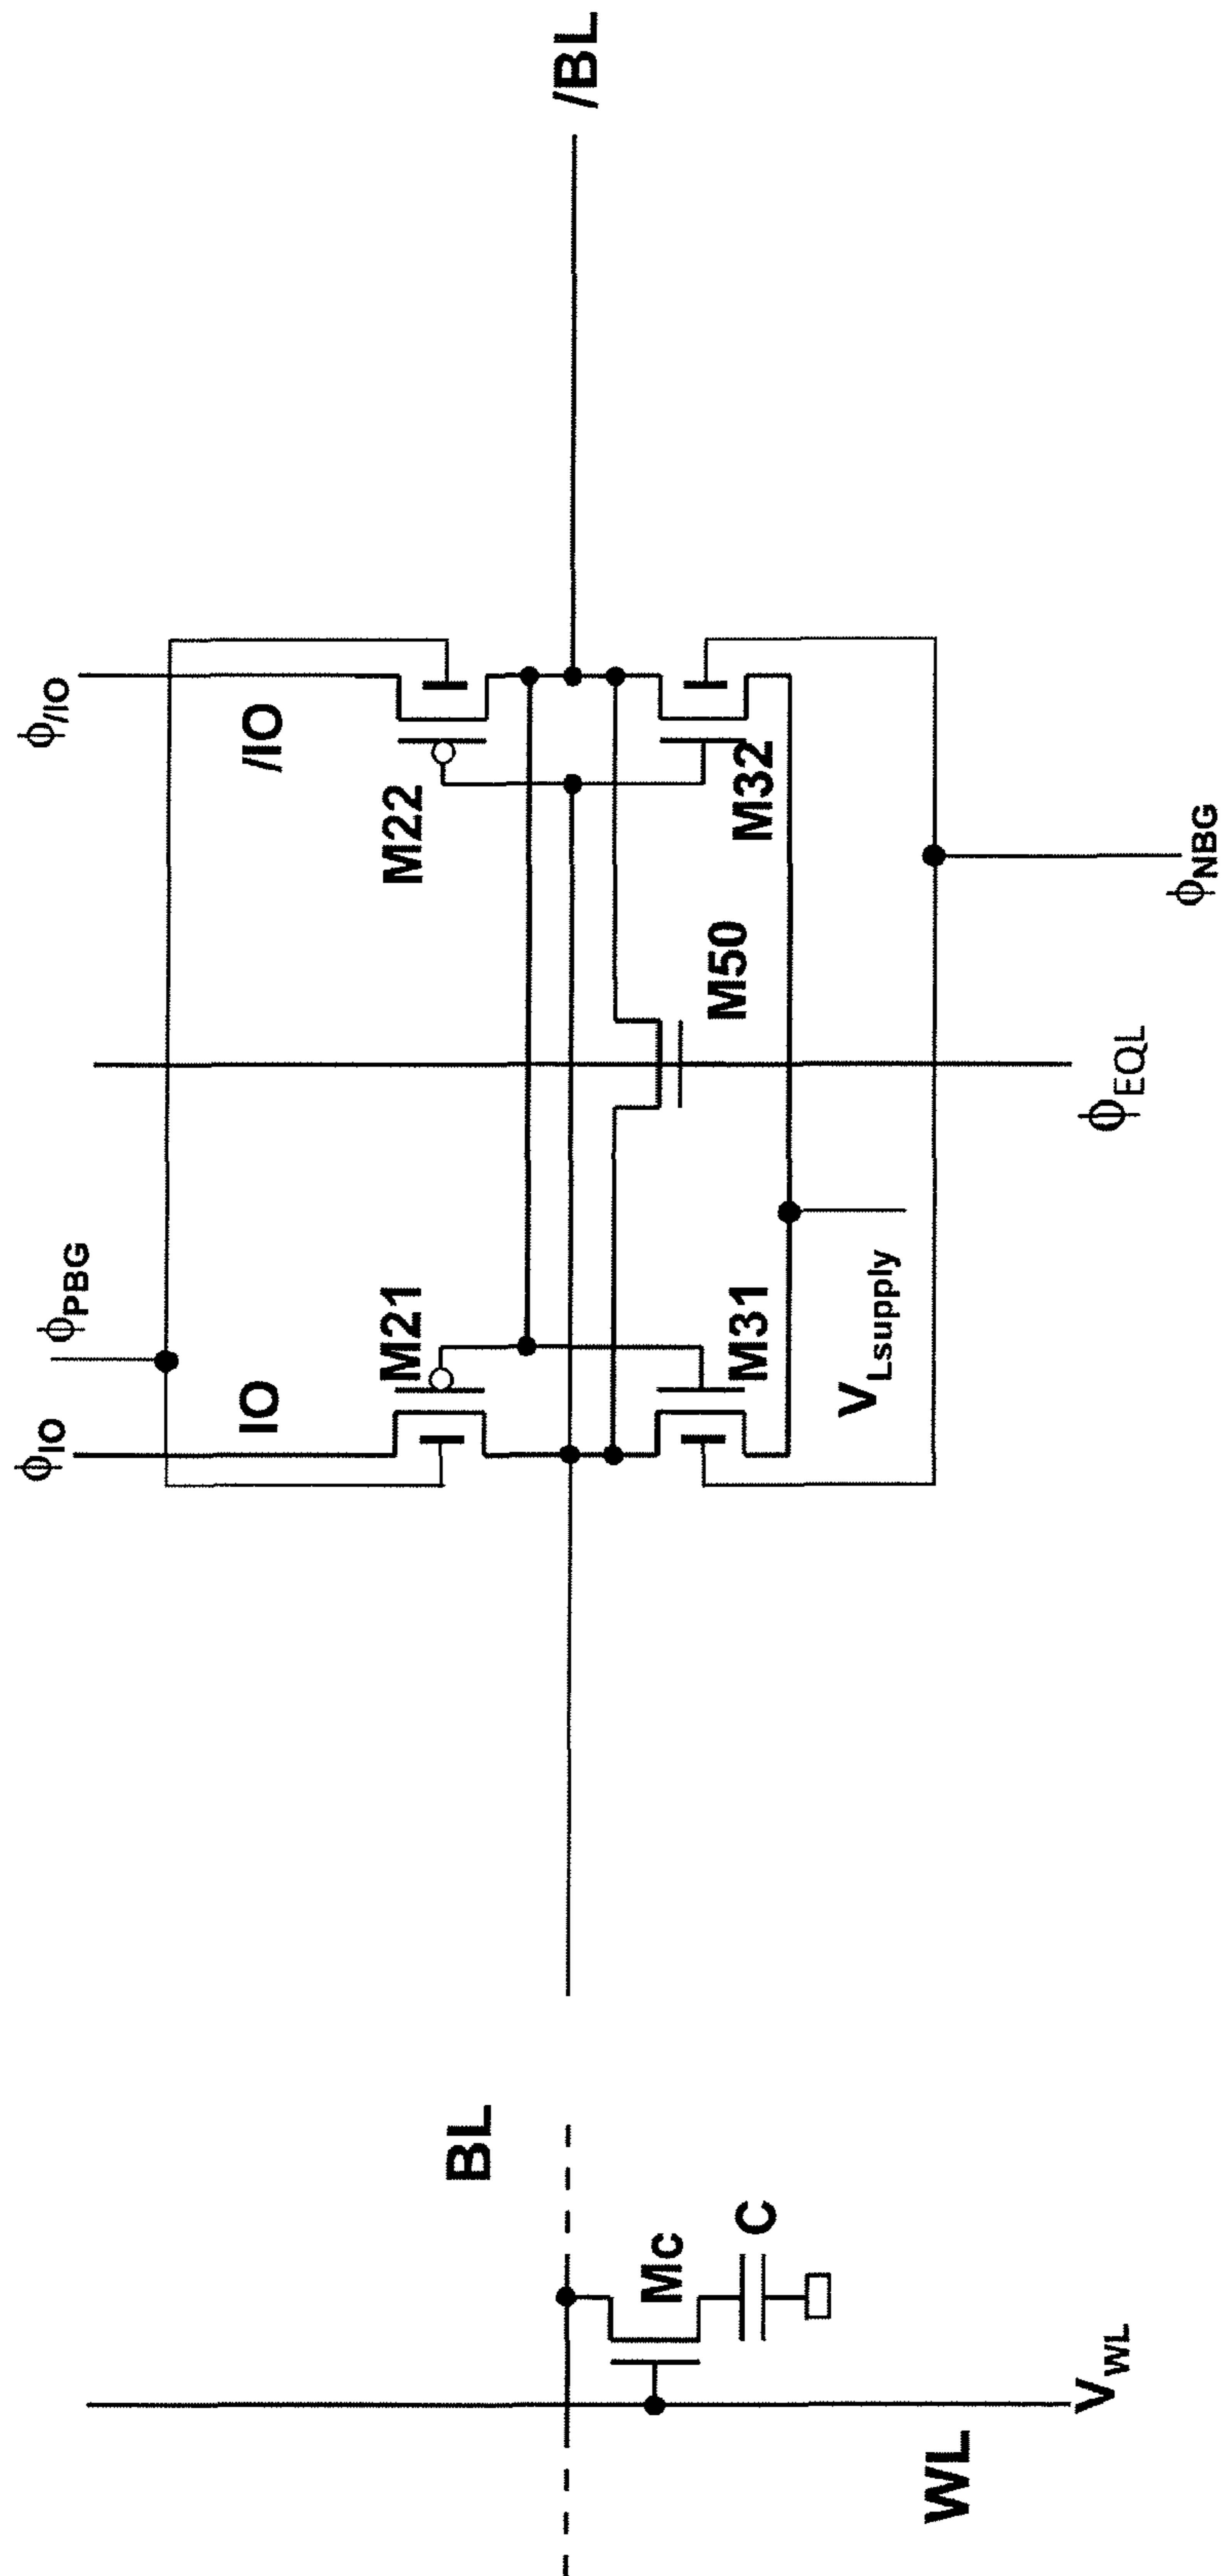 /BL
ϕ/IO
/IO
M22
M32
M50
ϕNBG
ϕEQL
ϕPBG
M21
M31
VLsupply
ϕIO
IO
BL
Mc
C
VWL
WL